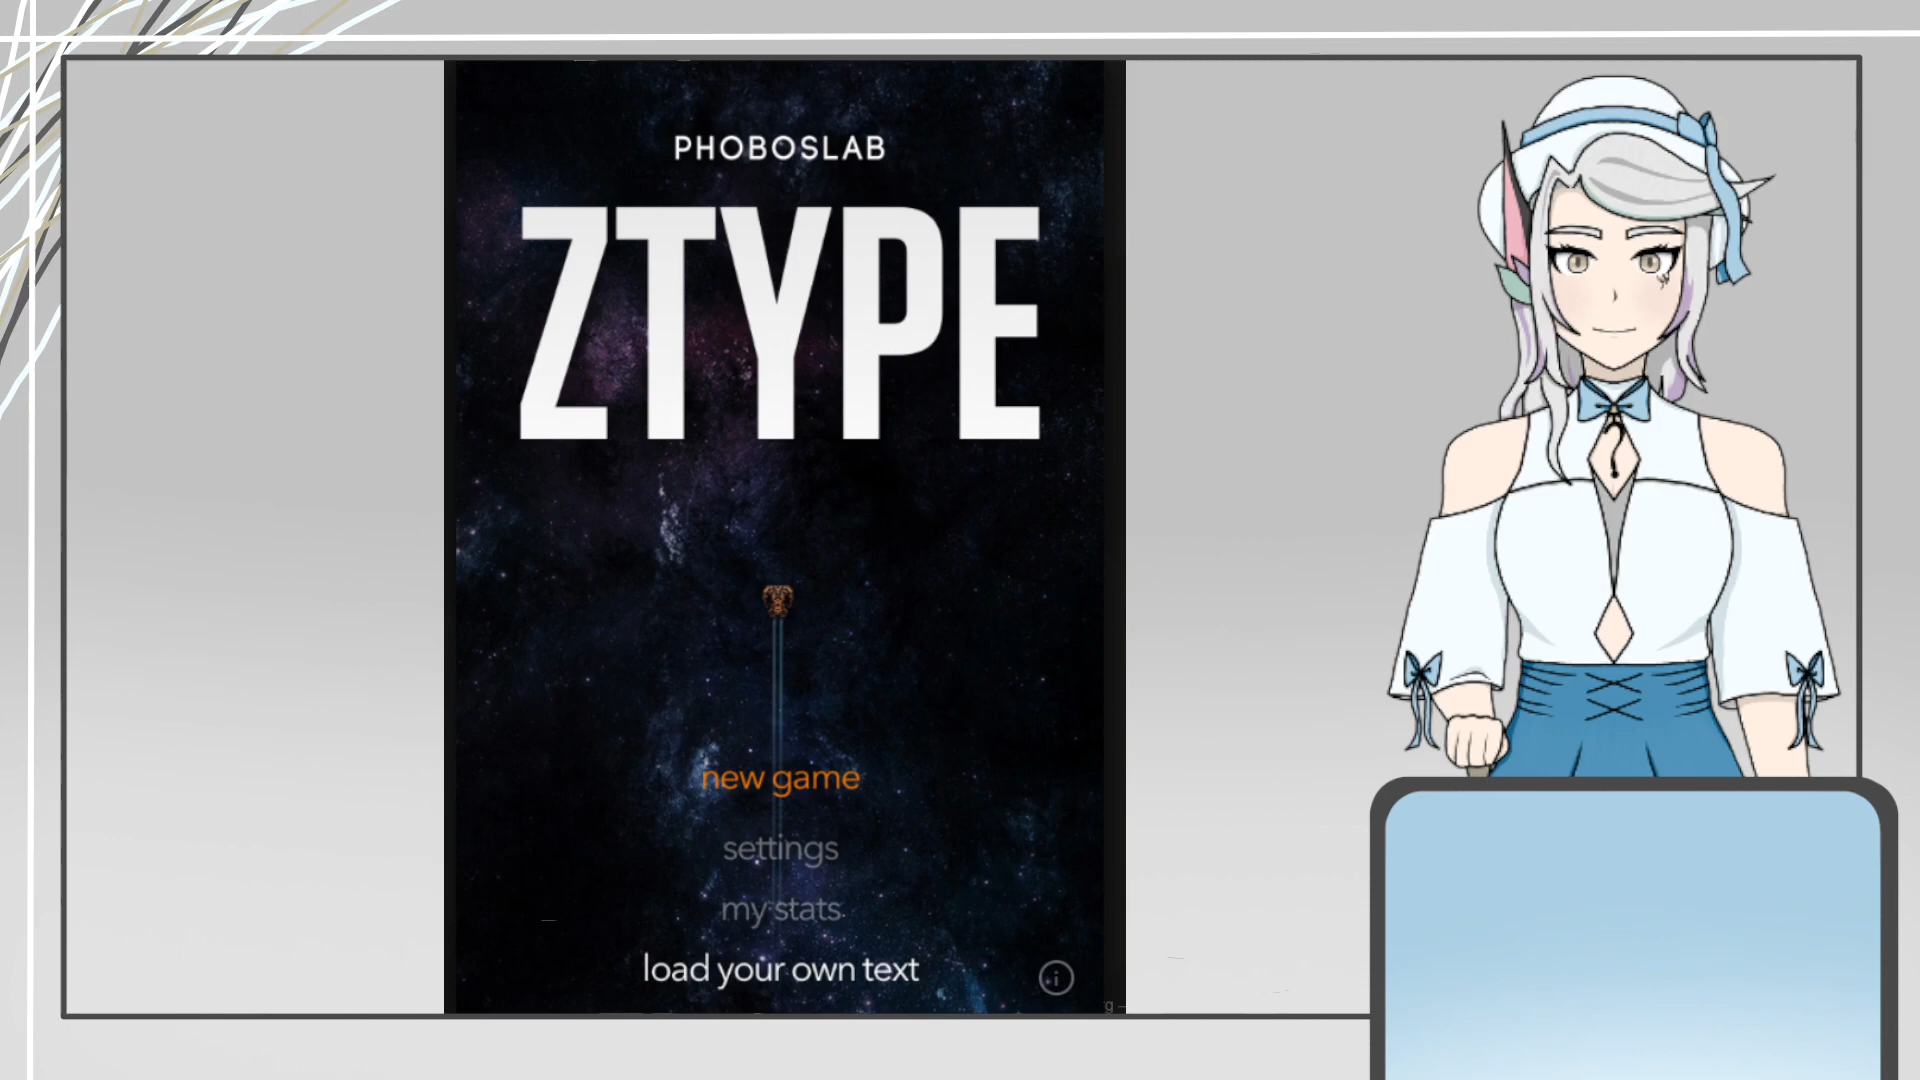 PHOBOSLAB
ZTYPE
new game
settings
my stats
load your own text